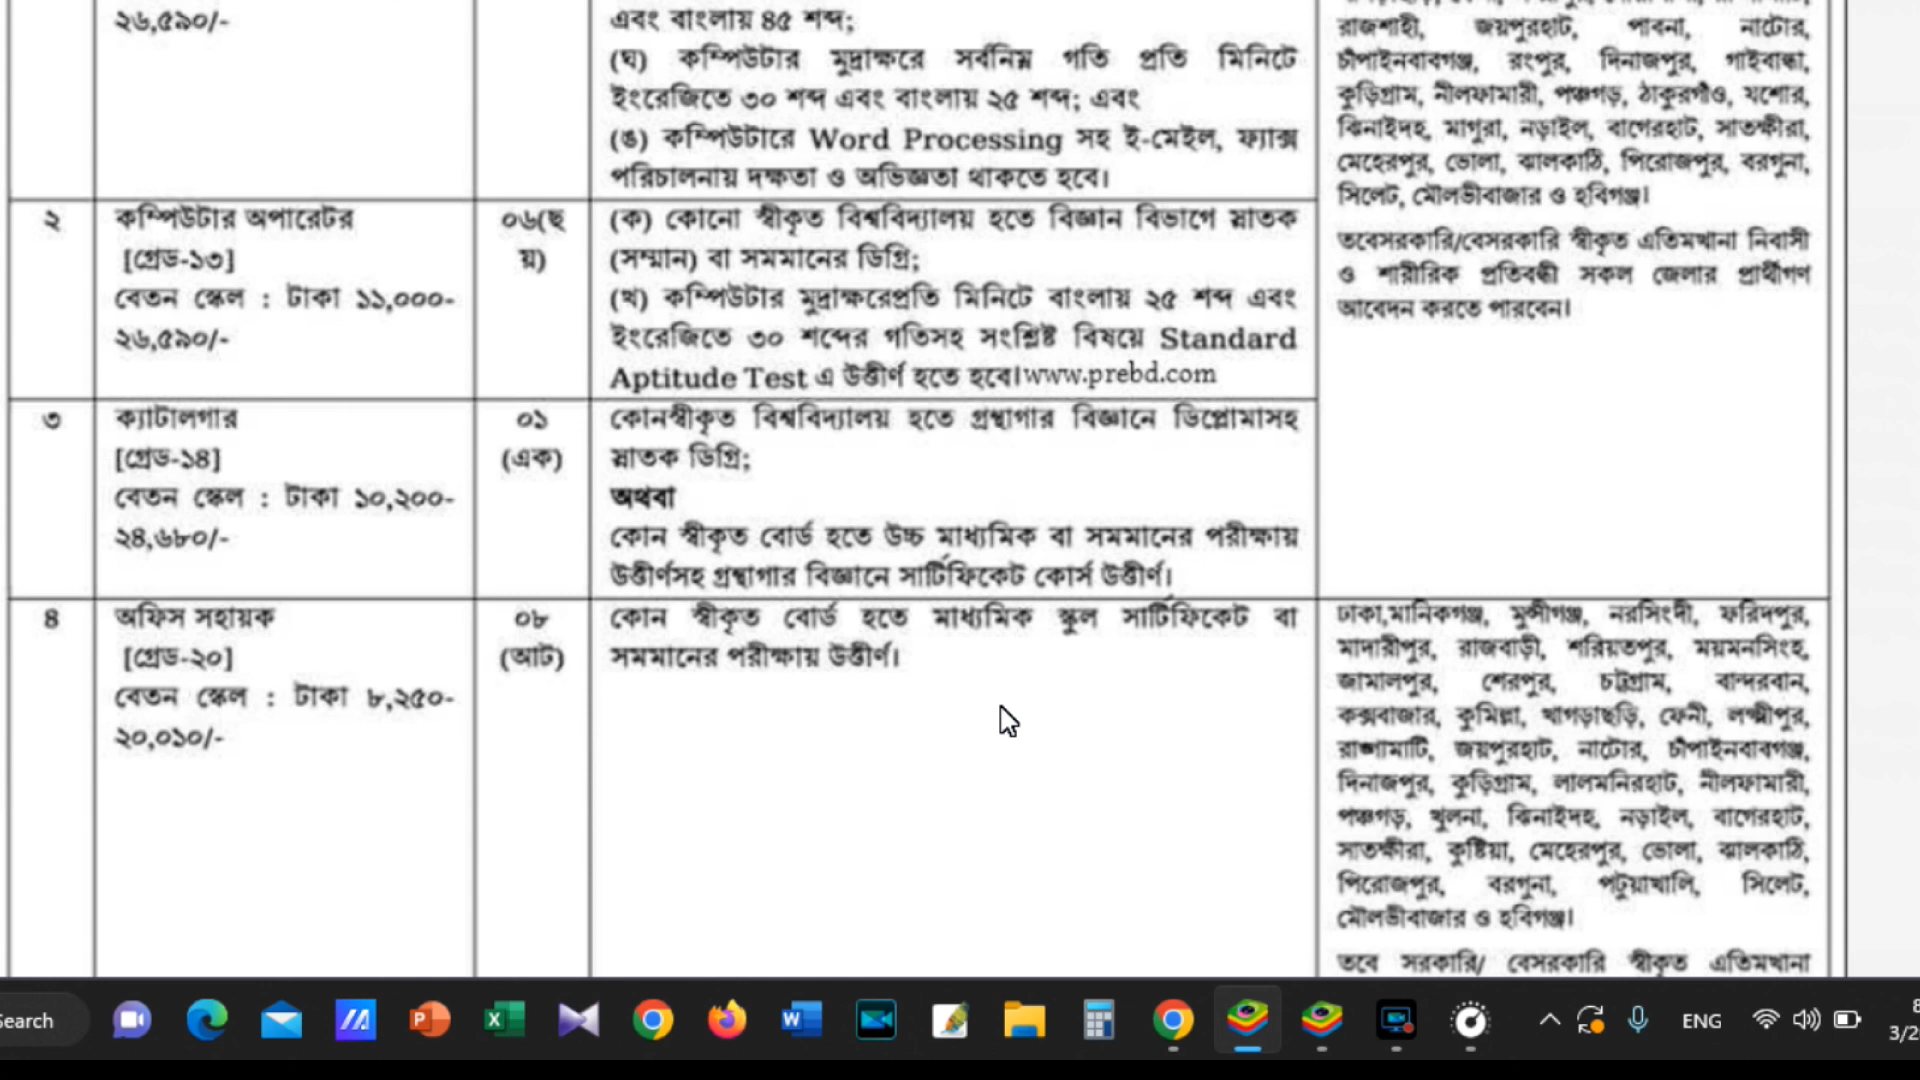 ২৬,৫৯০/-
এবং বাংলায় ৪৫ শব্দ;
(ঘ) কম্পিউটার মুদ্রাক্ষরে সর্বনিম্ন গতি প্রতি মিনিটে
ইংরেজিতে ৩০ শব্দ এবং বাংলায় ২৫ শব্দ; এবং
(ঙ) কম্পিউটারে Word Processing সহ ই-মেইল, ফ্যাক্স
পরিচালনায় দক্ষতা ও অভিজ্ঞতা থাকতে হবে।
রাজশাহী, জয়পুরহাট, পাবনা, নাটোর,
চাঁপাইনবাবগঞ্জ, রংপুর, দিনাজপুর, গাইবান্ধা,
কুড়িগ্রাম, নীলফামারী, পঞ্চগড়, ঠাকুরগাঁও, যশোর,
ঝিনাইদহ, মাগুরা, নড়াইল, বাগেরহাট, সাতক্ষীরা,
মেহেরপুর, ভোলা, ঝালকাঠি, পিরোজপুর, বরগুনা,
সিলেট, মৌলভীবাজার ও হবিগঞ্জ।
তবেসরকারি/বেসরকারি স্বীকৃত এতিমখানা নিবাসী
ও শারীরিক প্রতিবন্ধী সকল জেলার প্রার্থীগণ
আবেদন করতে পারবেন।
২
কম্পিউটার অপারেটর
[গ্রেড-১৩]
বেতন স্কেল : টাকা ১১,০০০-
২৬,৫৯০/-
০৬(ছ
য়)
(ক) কোনো স্বীকৃত বিশ্ববিদ্যালয় হতে বিজ্ঞান বিভাগে স্নাতক
(সম্মান) বা সমমানের ডিগ্রি;
(খ) কম্পিউটার মুদ্রাক্ষরেপ্রতি মিনিটে বাংলায় ২৫ শব্দ এবং
ইংরেজিতে ৩০ শব্দের গতিসহ সংশ্লিষ্ট বিষয়ে Standard
Aptitude Test এ উত্তীর্ণ হতে হবে।www.prebd.com
৩
ক্যাটালগার
[গ্রেড-১৪]
বেতন স্কেল : টাকা ১০,২০০-
২৪,৬৮০/-
০১
(এক)
কোনস্বীকৃত বিশ্ববিদ্যালয় হতে গ্রন্থাগার বিজ্ঞানে ডিপ্লোমাসহ
স্নাতক ডিগ্রি;
অথবা
কোন স্বীকৃত বোর্ড হতে উচ্চ মাধ্যমিক বা সমমানের পরীক্ষায়
উত্তীর্ণসহ গ্রন্থাগার বিজ্ঞানে সার্টিফিকেট কোর্স উত্তীর্ণ।
৪
অফিস সহায়ক
[গ্রেড-২০]
বেতন স্কেল : টাকা ৮,২৫০-
২০,০১০/-
০৮
(আট)
কোন স্বীকৃত বোর্ড হতে মাধ্যমিক স্কুল সার্টিফিকেট বা
সমমানের পরীক্ষায় উত্তীর্ণ।
ঢাকা,মানিকগঞ্জ, মুন্সীগঞ্জ, নরসিংদী, ফরিদপুর,
মাদারীপুর, রাজবাড়ী, শরিয়তপুর, ময়মনসিংহ,
জামালপুর, শেরপুর, চট্টগ্রাম, বান্দরবান,
কক্সবাজার, কুমিল্লা, খাগড়াছড়ি, ফেনী, লক্ষ্মীপুর,
রাঙ্গামাটি, জয়পুরহাট, নাটোর, চাঁপাইনবাবগঞ্জ,
দিনাজপুর, কুড়িগ্রাম, লালমনিরহাট, নীলফামারী,
পঞ্চগড়, খুলনা, ঝিনাইদহ, নড়াইল, বাগেরহাট,
সাতক্ষীরা, কুষ্টিয়া, মেহেরপুর, ভোলা, ঝালকাঠি,
পিরোজপুর, বরগুনা, পটুয়াখালি, সিলেট,
মৌলভীবাজার ও হবিগঞ্জ।
তবে সরকারি/ বেসরকারি স্বীকৃত এতিমখানা
Search
ENG